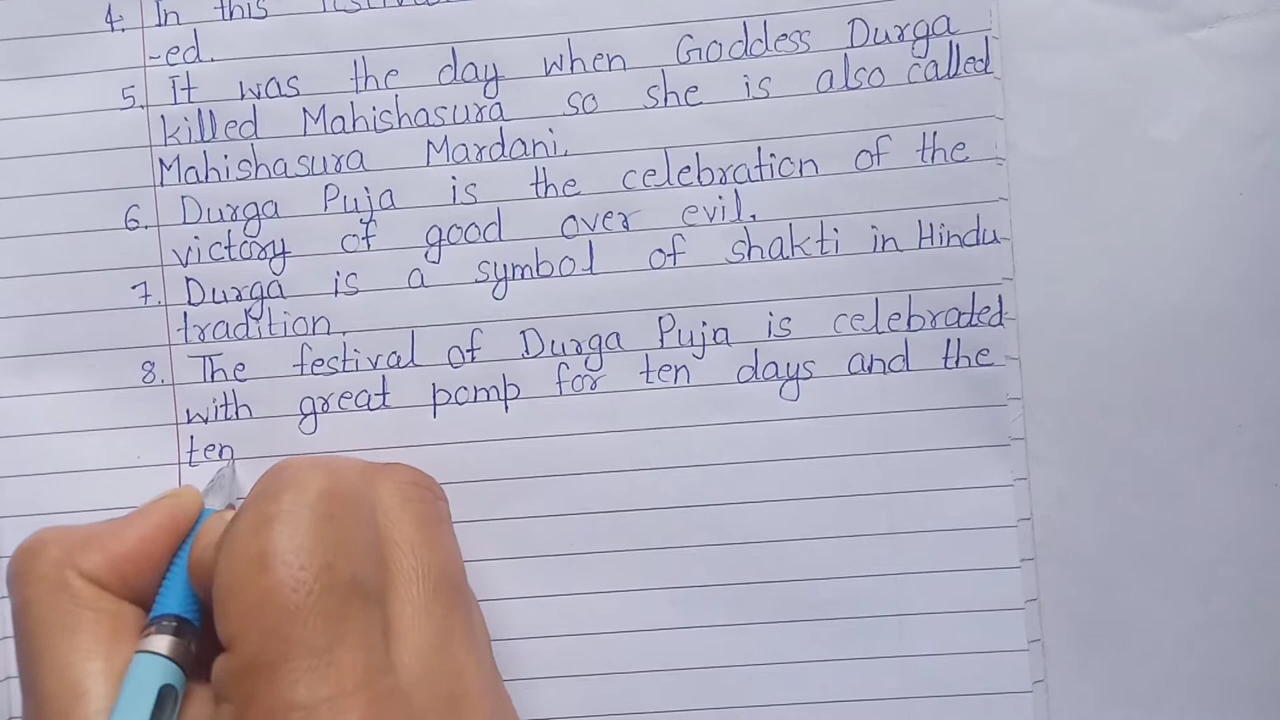 4. In this
-ed.
5. It was the day when Goddess Durga
killed Mahishasura so she is also called
Mahishasura Mardani.
6. Durga Puja is the celebration of the
victory of good over evil.
7. Durga is a symbol of shakti in Hindu
tradition.
8. The festival of Durga Puja is celebrated
with great pomp for ten days and the
ten